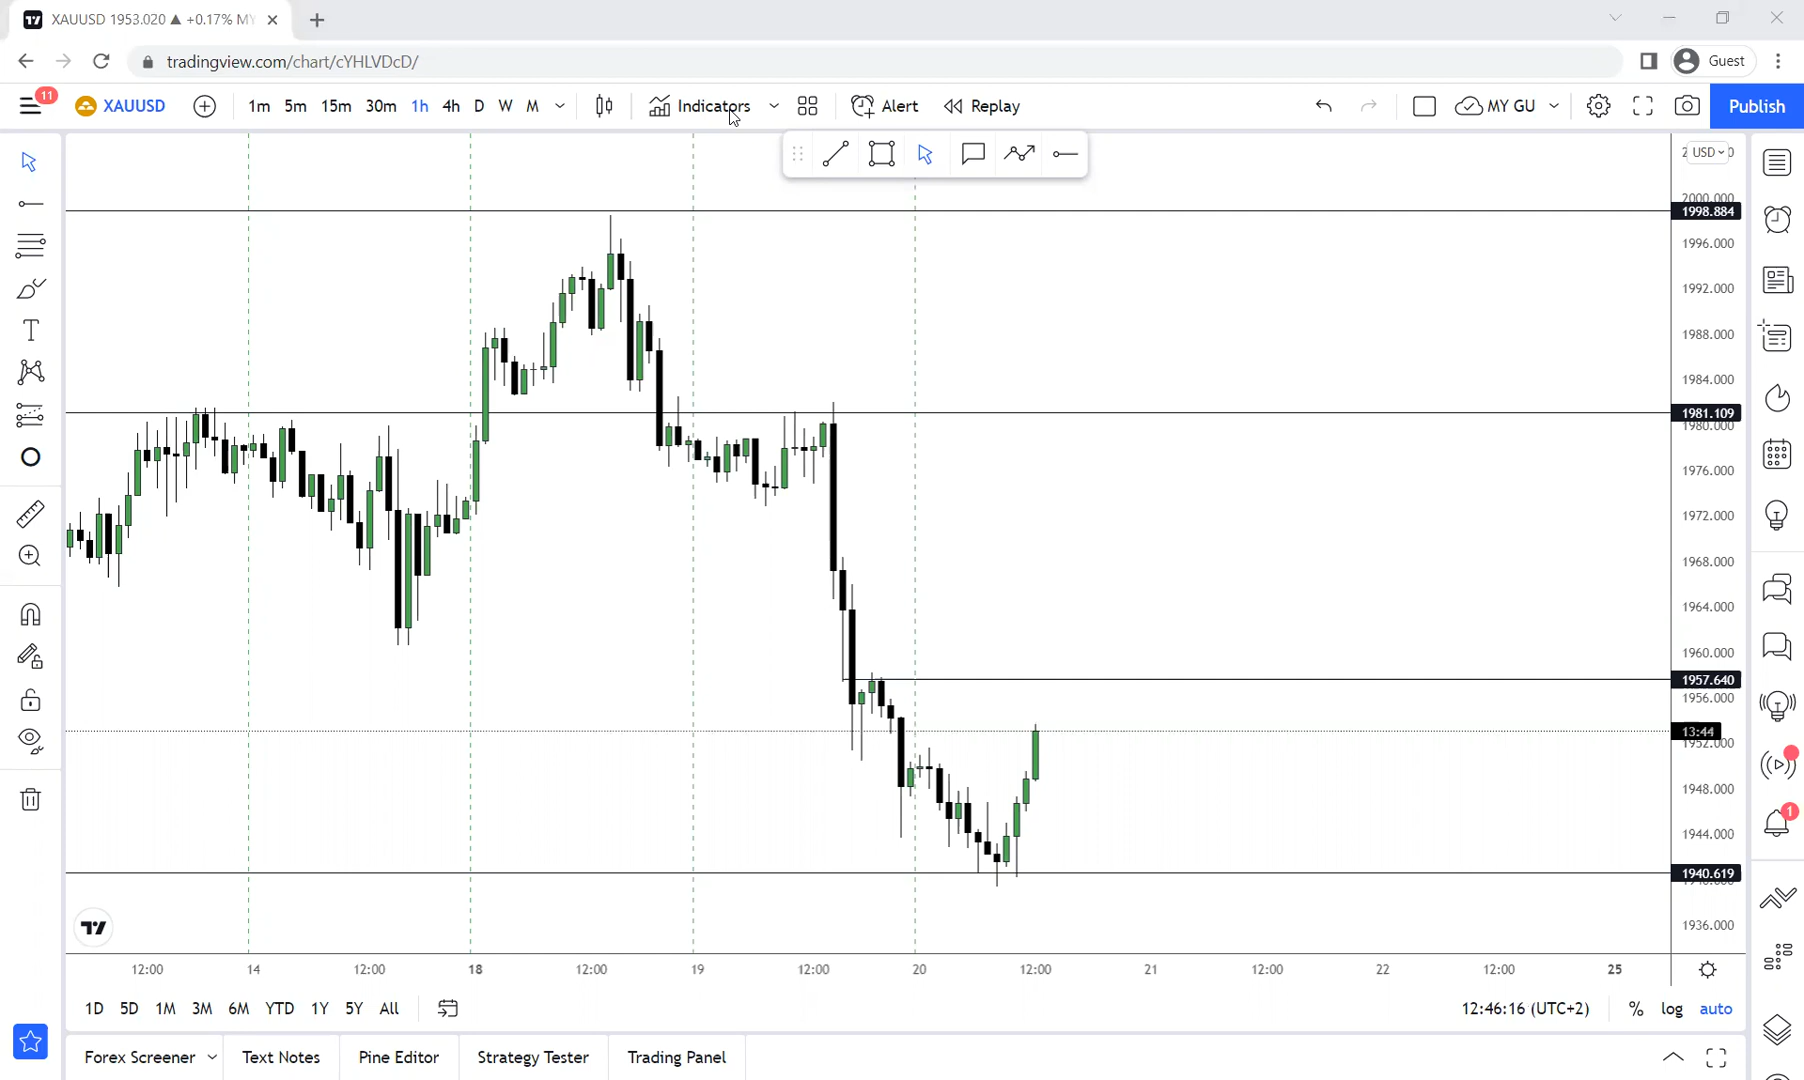 XAUUSD 1953.020 ▲ +0.17% MY
tradingview.com/chart/cYHLVDcD/
Guest
11
XAUUSD
1m 5m 15m 30m 1h 4h D W M
Indicators
Alert
Replay
MY GU
Publish
USD
2000.000
1998.884
1996.000
1992.000
1988.000
1984.000
1981.109
1980.000
1976.000
1972.000
1968.000
1964.000
1960.000
1957.640
1956.000
13:44
1952.000
1948.000
1944.000
1940.619
1936.000
1
12:00 14 12:00 18 12:00 19 12:00 20 12:00 21 12:00 22 12:00 25
1D 5D 1M 3M 6M YTD 1Y 5Y All
12:46:16 (UTC+2) % log auto
Forex Screener Text Notes Pine Editor Strategy Tester Trading Panel